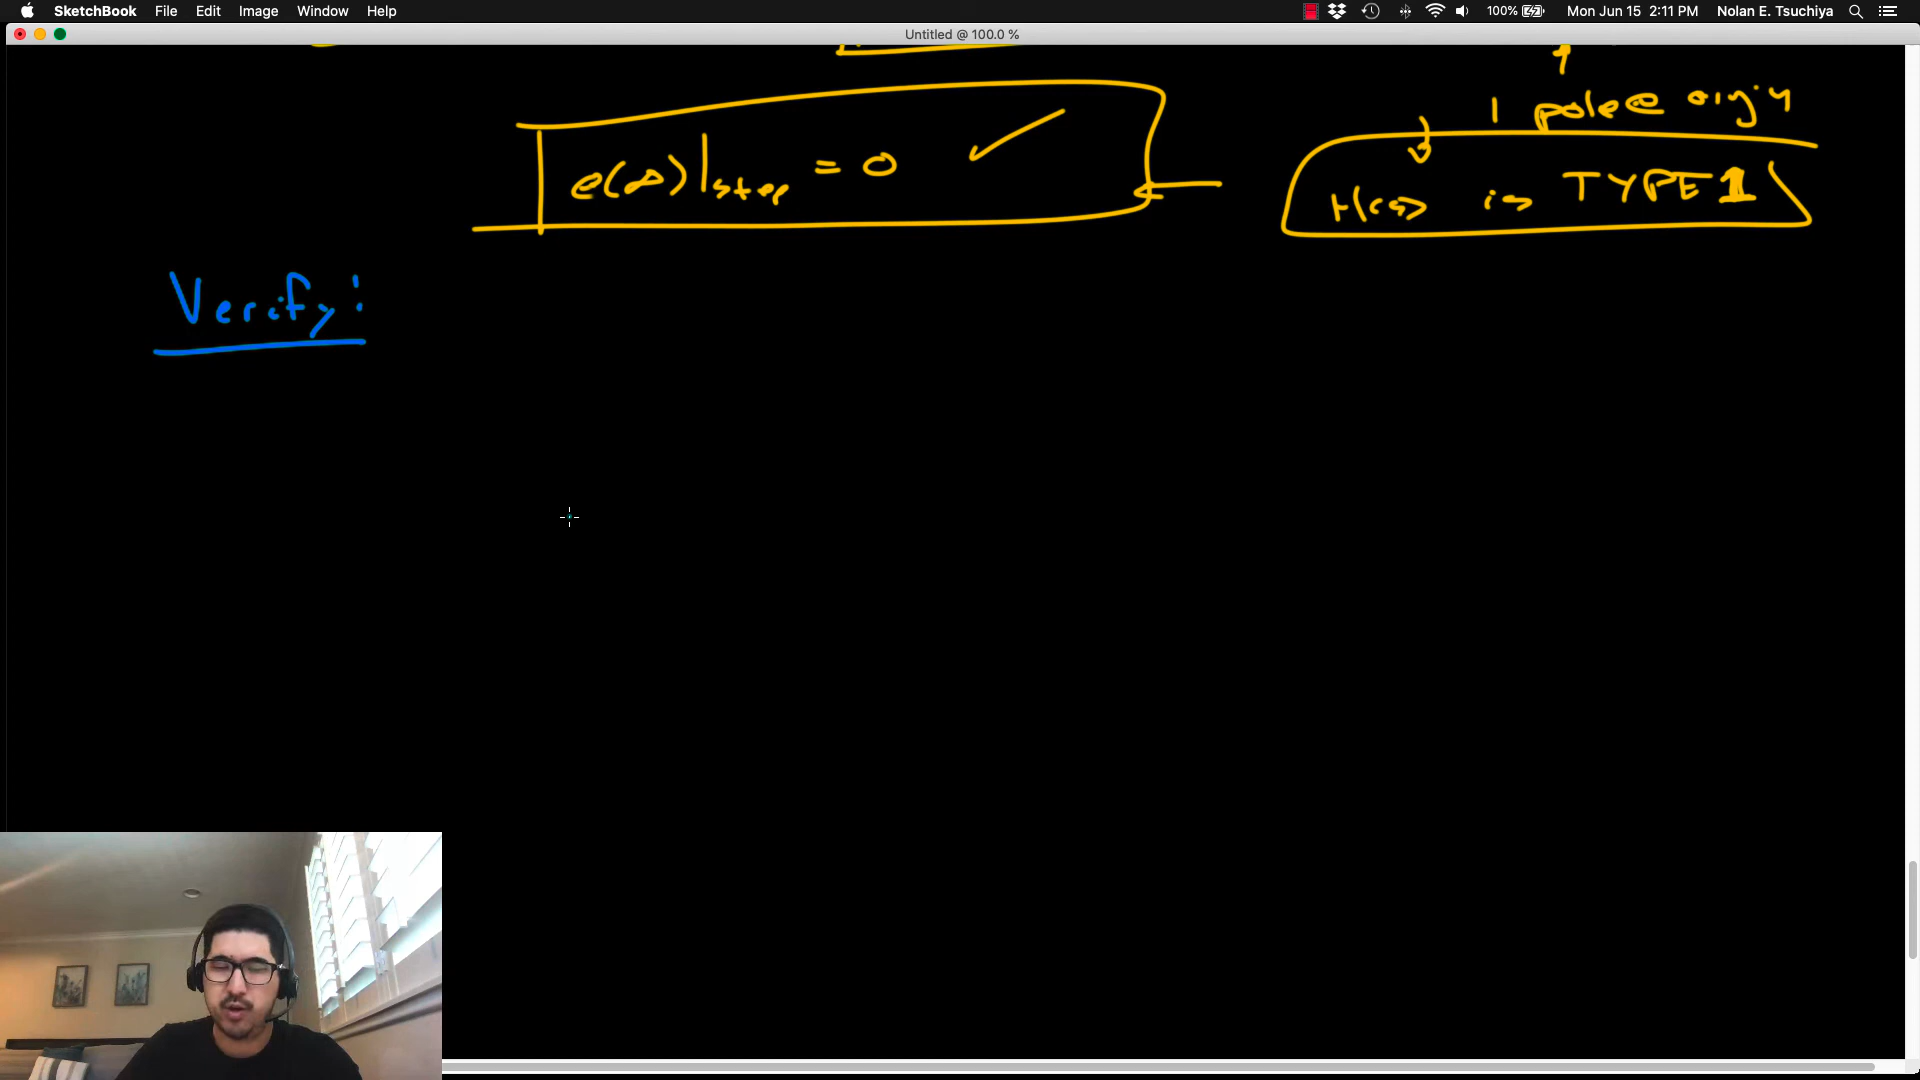 SketchBook File Edit Image Window Help 100% Mon Jun 15 2:11 PM Nolan E. Tsuchiya
Untitled @ 100.0 %
1 pole@ origin
e(∞)|step = 0
H(s) is TYPE 1
Verify: